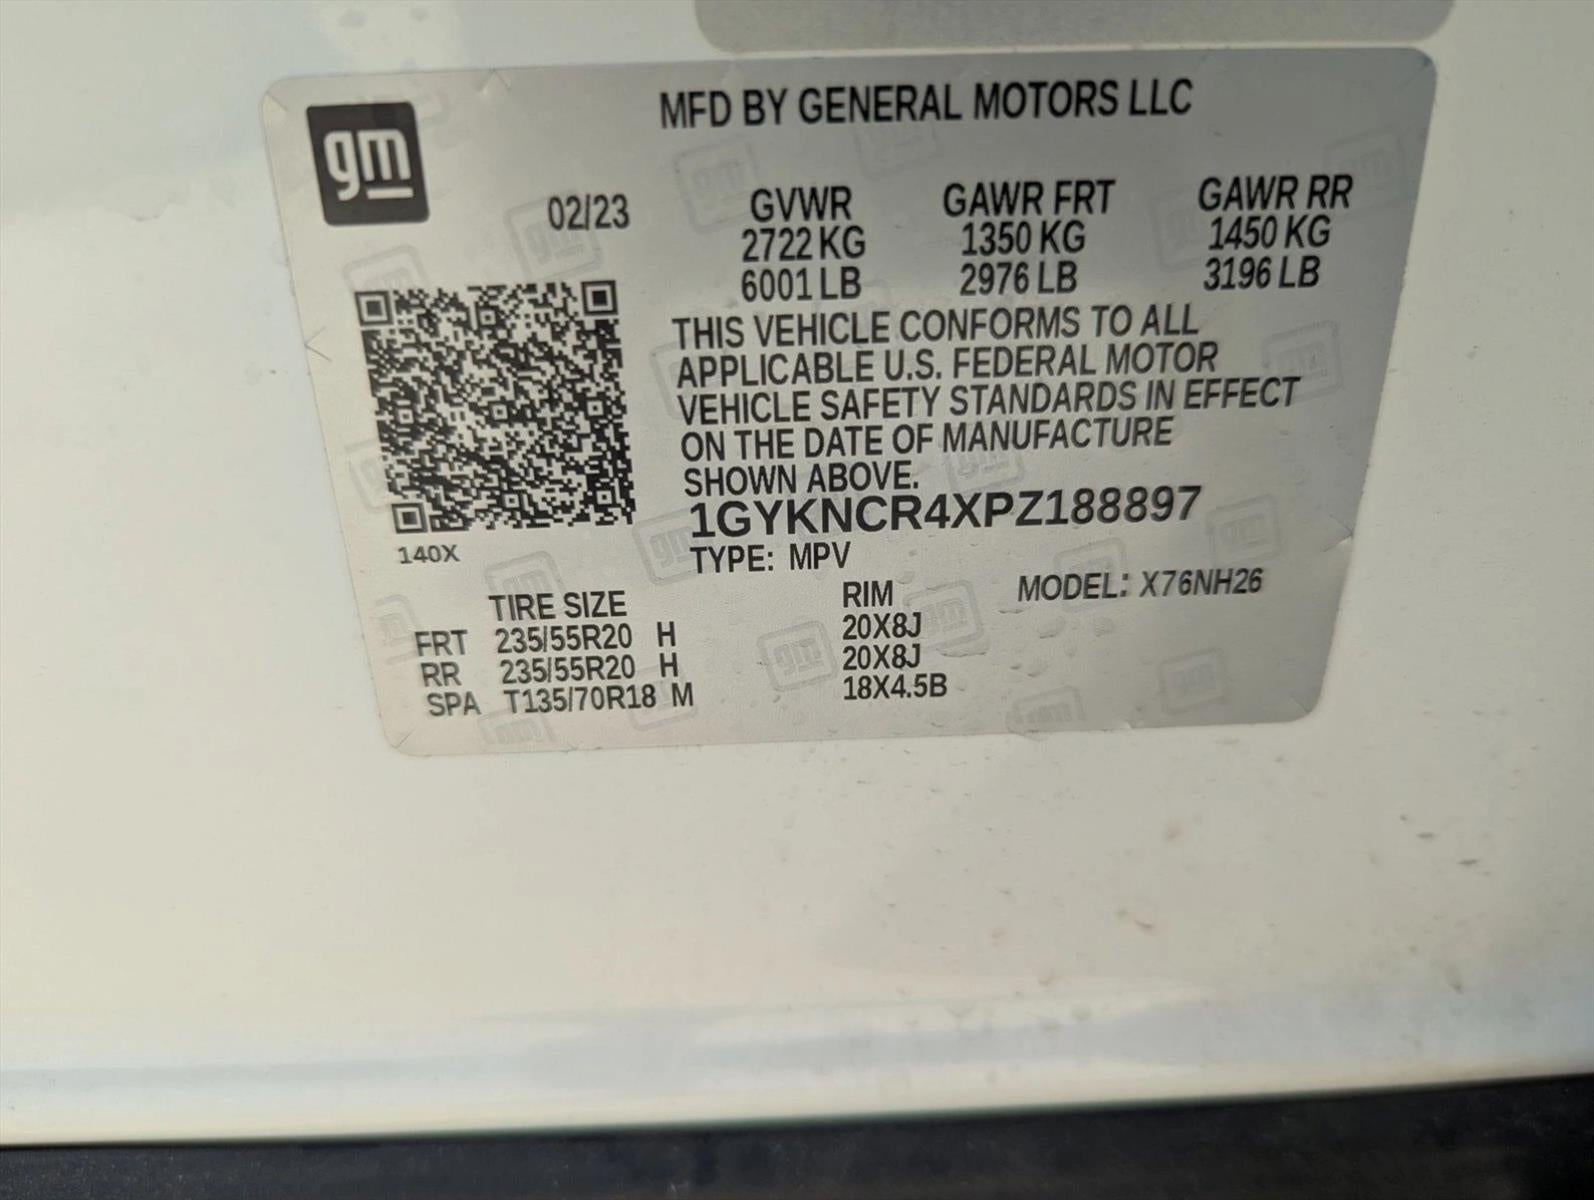 gm
MFD BY GENERAL MOTORS LLC
02/23
GVWR GAWR FRT GAWR RR
2722 KG 1350 KG 1450 KG
6001 LB 2976 LB 3196 LB
THIS VEHICLE CONFORMS TO ALL
APPLICABLE U.S. FEDERAL MOTOR
VEHICLE SAFETY STANDARDS IN EFFECT
ON THE DATE OF MANUFACTURE
SHOWN ABOVE.
1GYKNCR4XPZ188897
140X
TYPE: MPV
MODEL: X76NH26
TIRE SIZE RIM
FRT 235/55R20 H 20X8J
RR 235/55R20 H 20X8J
SPA T135/70R18 M 18X4.5B